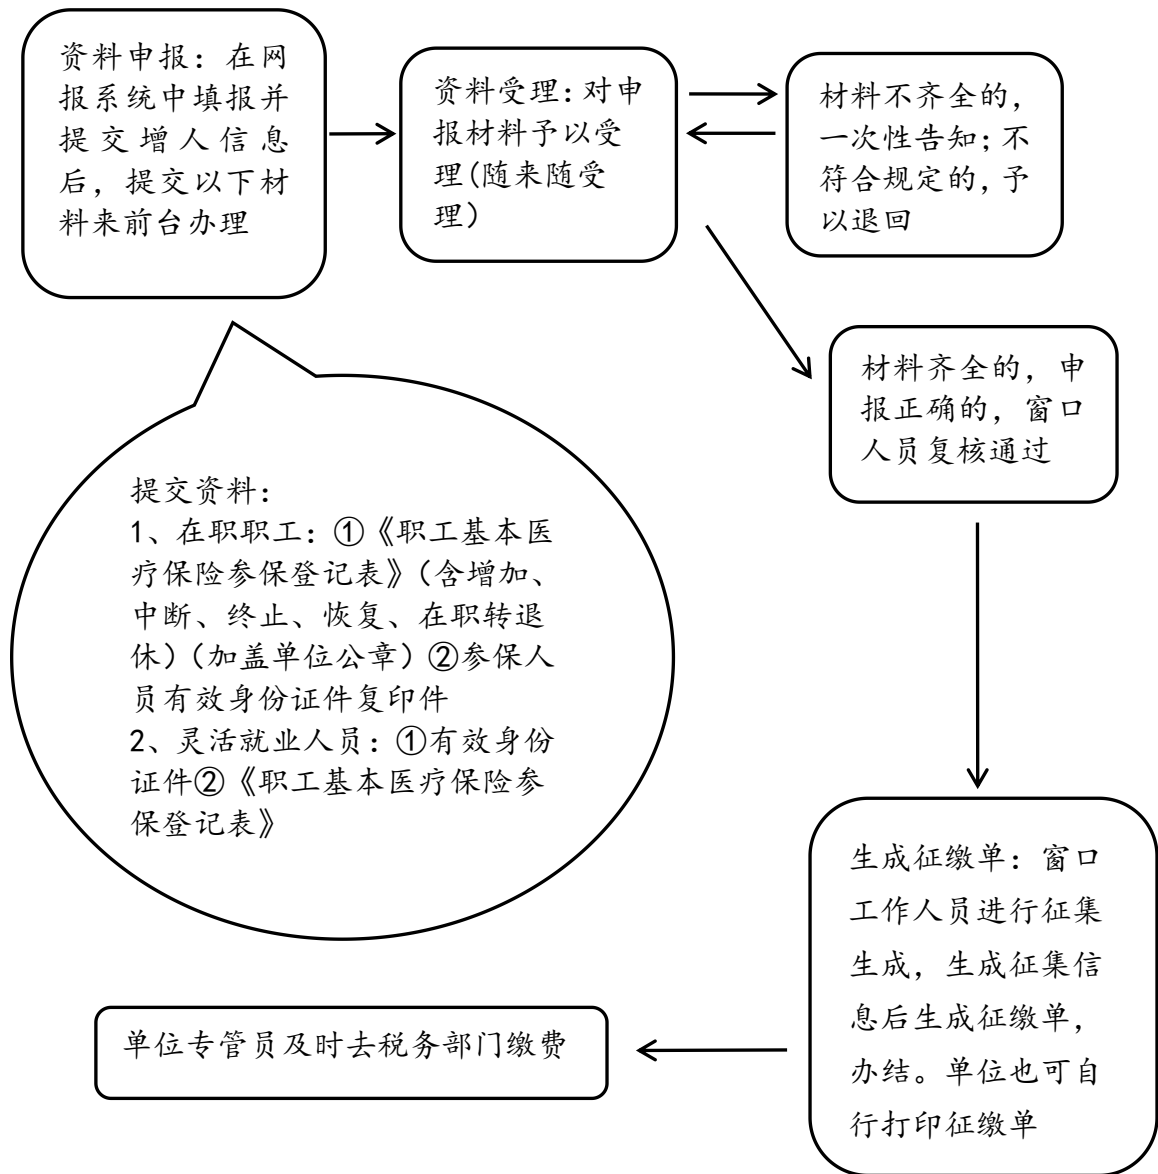 资料申报：在网
报系统中填报并
提交增人信息
后，提交以下材
料来前台办理
资料受理：对申
报材料予以受
理(随来随受
理)
材料不齐全的，
一次性告知；不
符合规定的，予
以退回
材料齐全的，申
报正确的，窗口
人员复核通过
提交资料：
1、在职职工：①《职工基本医
疗保险参保登记表》（含增加、
中断、终止、恢复、在职转退
休）（加盖单位公章）②参保人
员有效身份证件复印件
2、灵活就业人员：①有效身份
证件②《职工基本医疗保险参
保登记表》
生成征缴单：窗口
工作人员进行征集
生成，生成征集信
息后生成征缴单，
办结。单位也可自
行打印征缴单
单位专管员及时去税务部门缴费